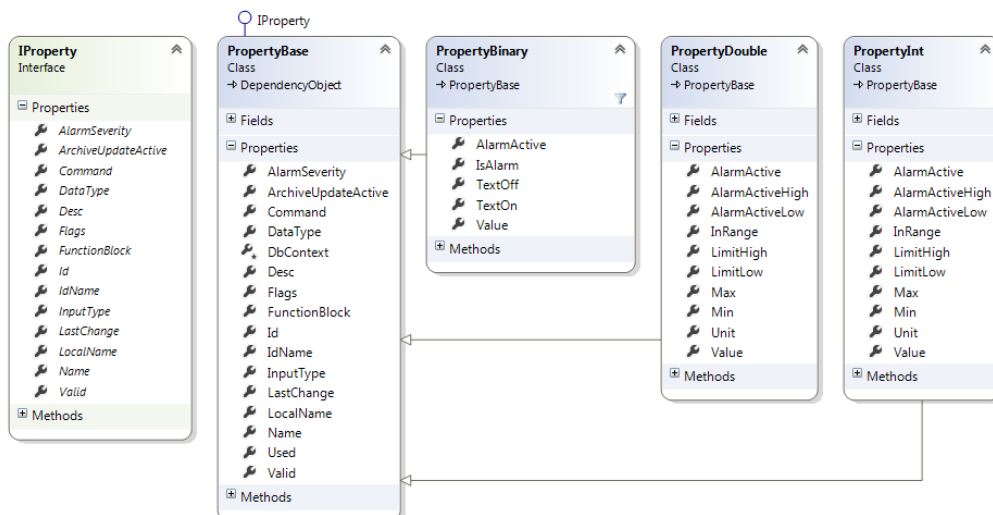 IProperty
IProperty
Interface
Properties
AlarmSeverity
ArchiveUpdateActive
Command
DataType
Desc
Flags
FunctionBlock
Id
IdName
InputType
LastChange
LocalName
Name
Valid
Methods
PropertyBase
Class
DependencyObject
Fields
Properties
AlarmSeverity
ArchiveUpdateActive
Command
DataType
DbContext
Desc
Flags
FunctionBlock
Id
IdName
InputType
LastChange
LocalName
Name
Used
Valid
Methods
PropertyBinary
Class
PropertyBase
Properties
AlarmActive
IsAlarm
TextOff
TextOn
Value
Methods
PropertyDouble
Class
PropertyBase
Fields
Properties
AlarmActive
AlarmActiveHigh
AlarmActiveLow
InRange
LimitHigh
LimitLow
Max
Min
Unit
Value
Methods
PropertyInt
Class
PropertyBase
Fields
Properties
AlarmActive
AlarmActiveHigh
AlarmActiveLow
InRange
LimitHigh
LimitLow
Max
Min
Unit
Value
Methods